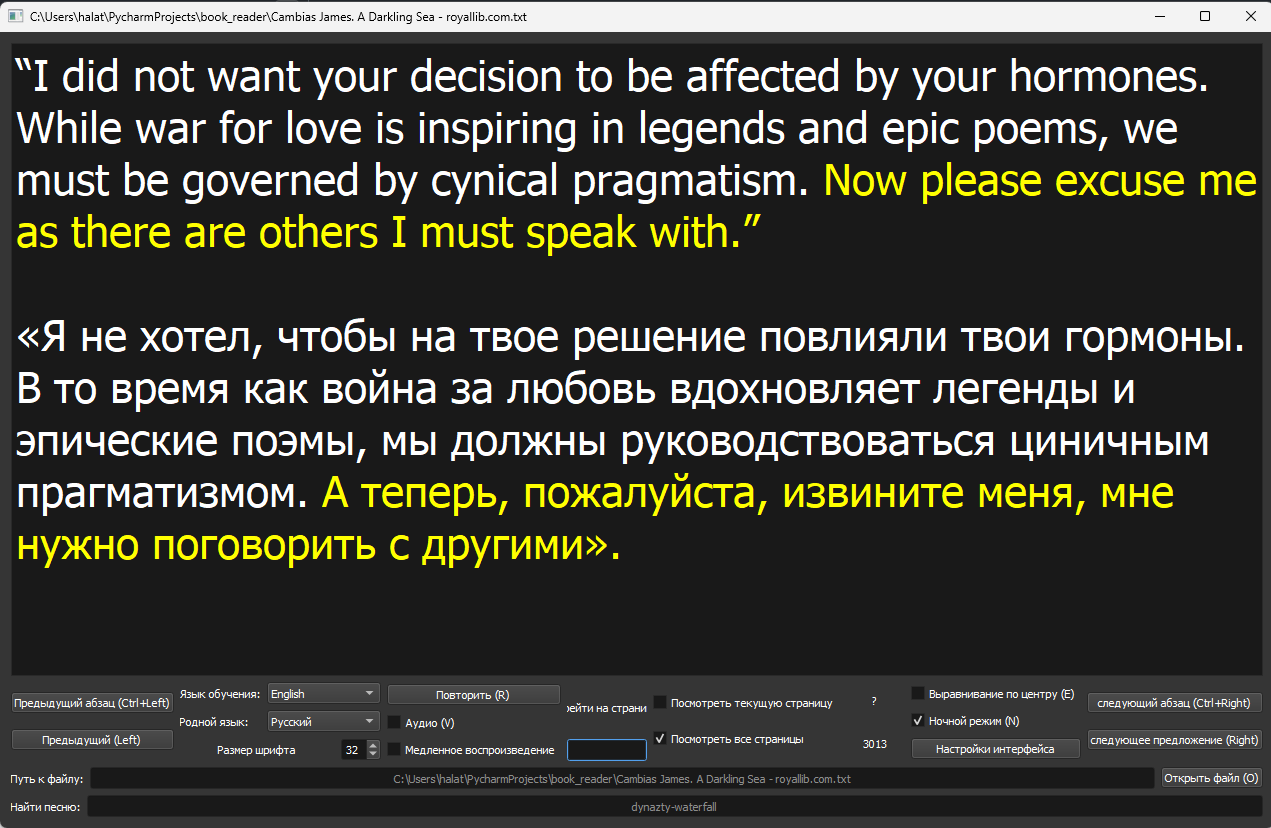 C:\Users\halat\PycharmProjects\book_reader\Cambias James. A Darkling Sea - royallib.com.txt
“I did not want your decision to be affected by your hormones.
While war for love is inspiring in legends and epic poems, we
must be governed by cynical pragmatism. Now please excuse me
as there are others I must speak with.”
«Я не хотел, чтобы на твое решение повлияли твои гормоны.
В то время как война за любовь вдохновляет легенды и
эпические поэмы, мы должны руководствоваться циничным
прагматизмом. А теперь, пожалуйста, извините меня, мне
нужно поговорить с другими».
Предыдущий абзац (Ctrl+Left)
Предыдущий (Left)
Язык обучения: English
Родной язык: Русский
Размер шрифта 32
Повторить (R)
Аудио (V)
Медленное воспроизведение
рейти на страни
Посмотреть текущую страницу ?
Посмотреть все страницы 3013
Выравнивание по центру (E)
Ночной режим (N)
Настройки интерфейса
следующий абзац (Ctrl+Right)
следующее предложение (Right)
Путь к файлу: C:\Users\halat\PycharmProjects\book_reader\Cambias James. A Darkling Sea - royallib.com.txt Открыть файл (O)
Найти песню: dynazty-waterfall